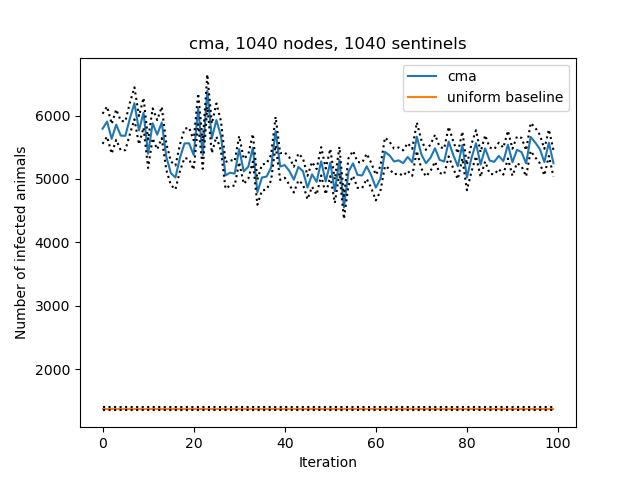 cma, 1040 nodes, 1040 sentinels
cma
uniform baseline
Number of infected animals
6000
5000
4000
3000
2000
0 20 40 60 80 100
Iteration